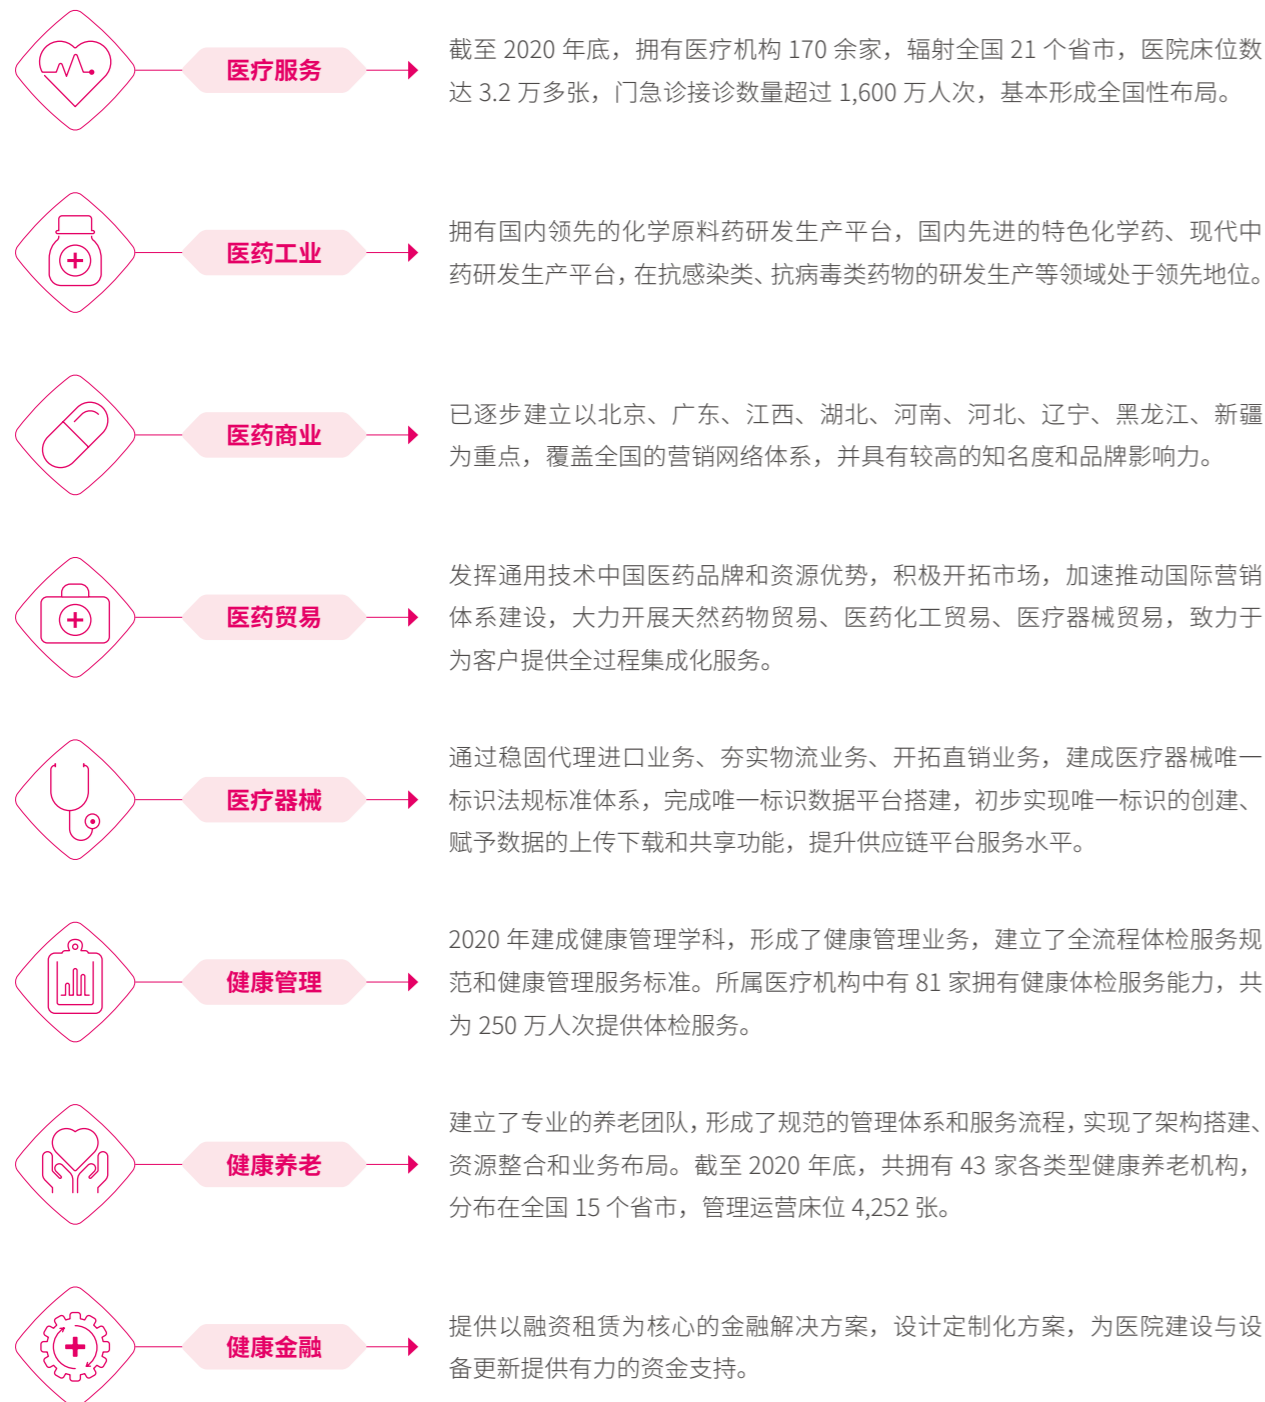 医疗服务
截至 2020 年底，拥有医疗机构 170 余家，辐射全国 21 个省市，医院床位数
达 3.2 万多张，门急诊接诊数量超过 1,600 万人次，基本形成全国性布局。
医药工业
拥有国内领先的化学原料药研发生产平台，国内先进的特色化学药、现代中
药研发生产平台，在抗感染类、抗病毒类药物的研发生产等领域处于领先地位。
医药商业
已逐步建立以北京、广东、江西、湖北、河南、河北、辽宁、黑龙江、新疆
为重点，覆盖全国的营销网络体系，并具有较高的知名度和品牌影响力。
医药贸易
发挥通用技术中国医药品牌和资源优势，积极开拓市场，加速推动国际营销
体系建设，大力开展天然药物贸易、医药化工贸易、医疗器械贸易，致力于
为客户提供全过程集成化服务。
医疗器械
通过稳固代理进口业务、夯实物流业务、开拓直销业务，建成医疗器械唯一
标识法规标准体系，完成唯一标识数据平台搭建，初步实现唯一标识的创建、
赋予数据的上传下载和共享功能，提升供应链平台服务水平。
健康管理
2020 年建成健康管理学科，形成了健康管理业务，建立了全流程体检服务规
范和健康管理服务标准。所属医疗机构中有 81 家拥有健康体检服务能力，共
为 250 万人次提供体检服务。
健康养老
建立了专业的养老团队，形成了规范的管理体系和服务流程，实现了架构搭建、
资源整合和业务布局。截至 2020 年底，共拥有 43 家各类型健康养老机构，
分布在全国 15 个省市，管理运营床位 4,252 张。
健康金融
提供以融资租赁为核心的金融解决方案，设计定制化方案，为医院建设与设
备更新提供有力的资金支持。